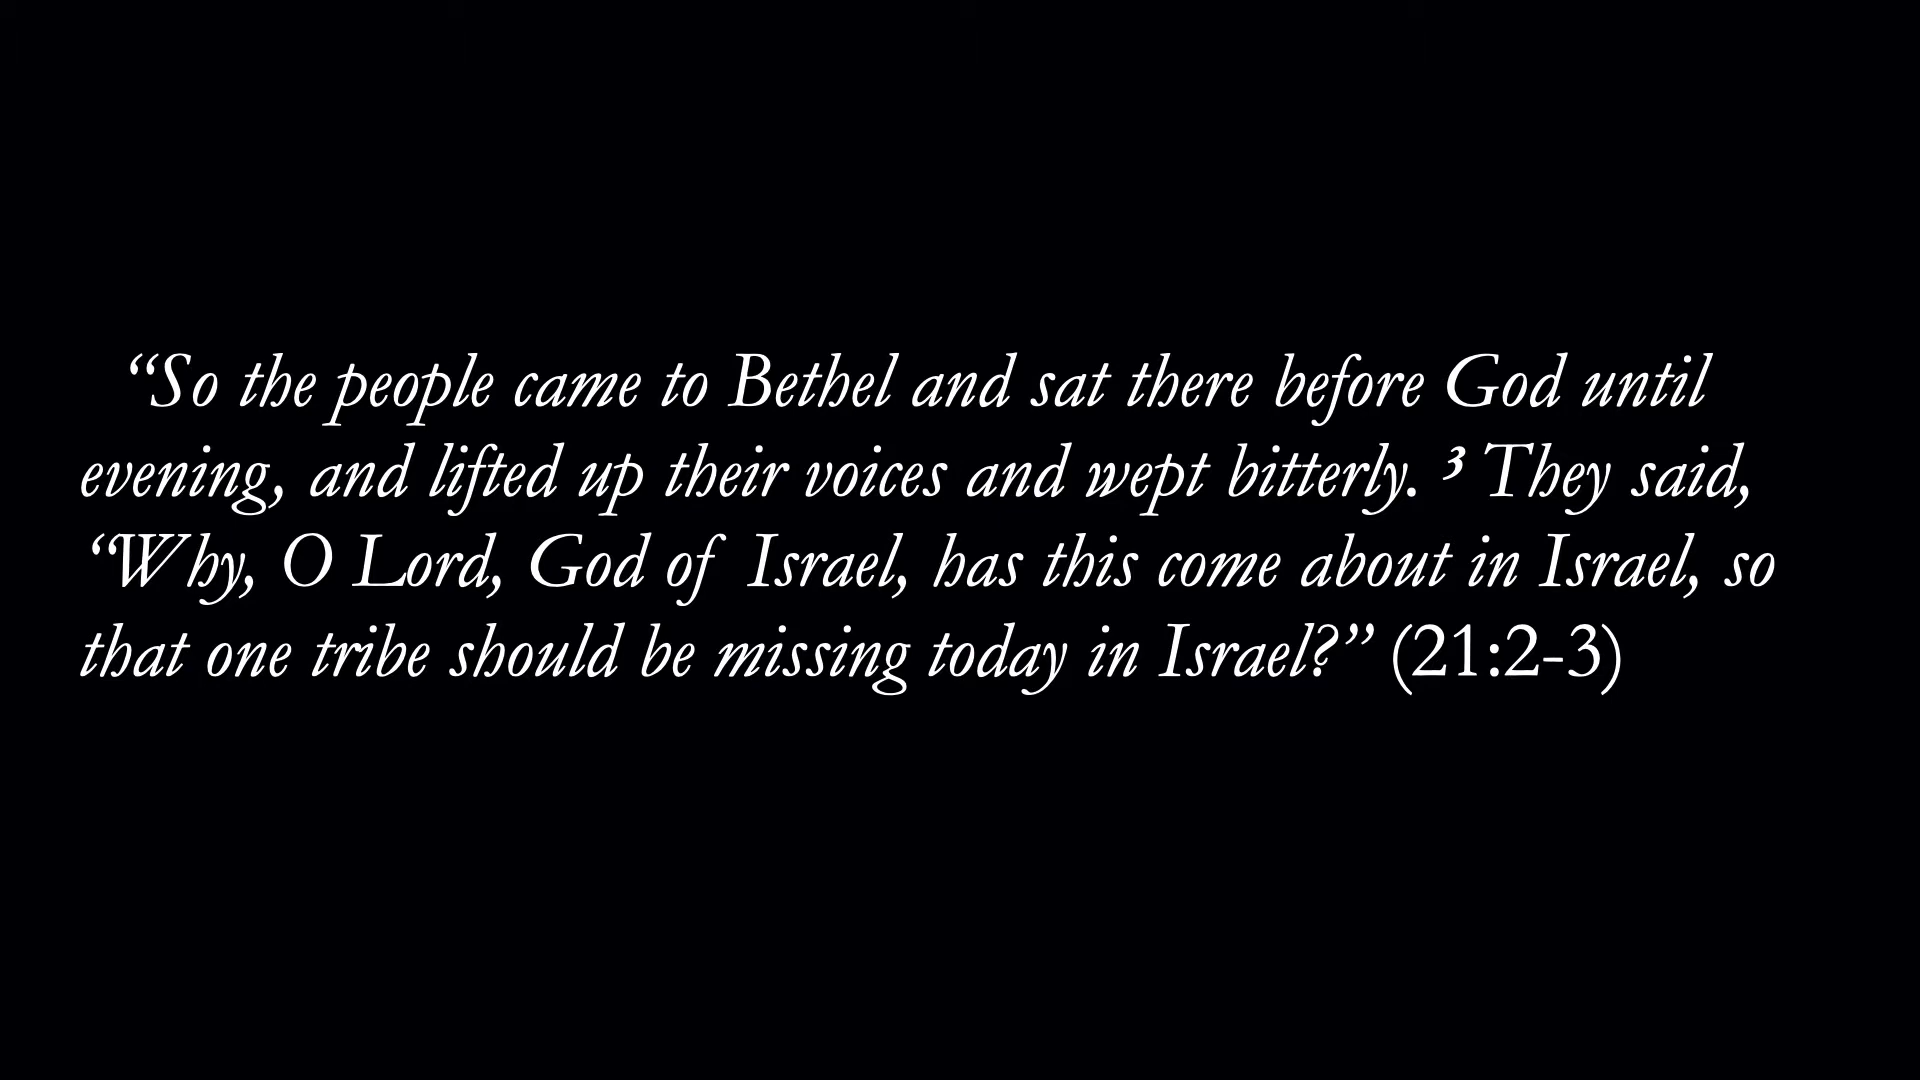 “So the people came to Bethel and sat there before God until
evening, and lifted up their voices and wept bitterly. ³ They said,
“Why, O Lord, God of Israel, has this come about in Israel, so
that one tribe should be missing today in Israel?” (21:2-3)